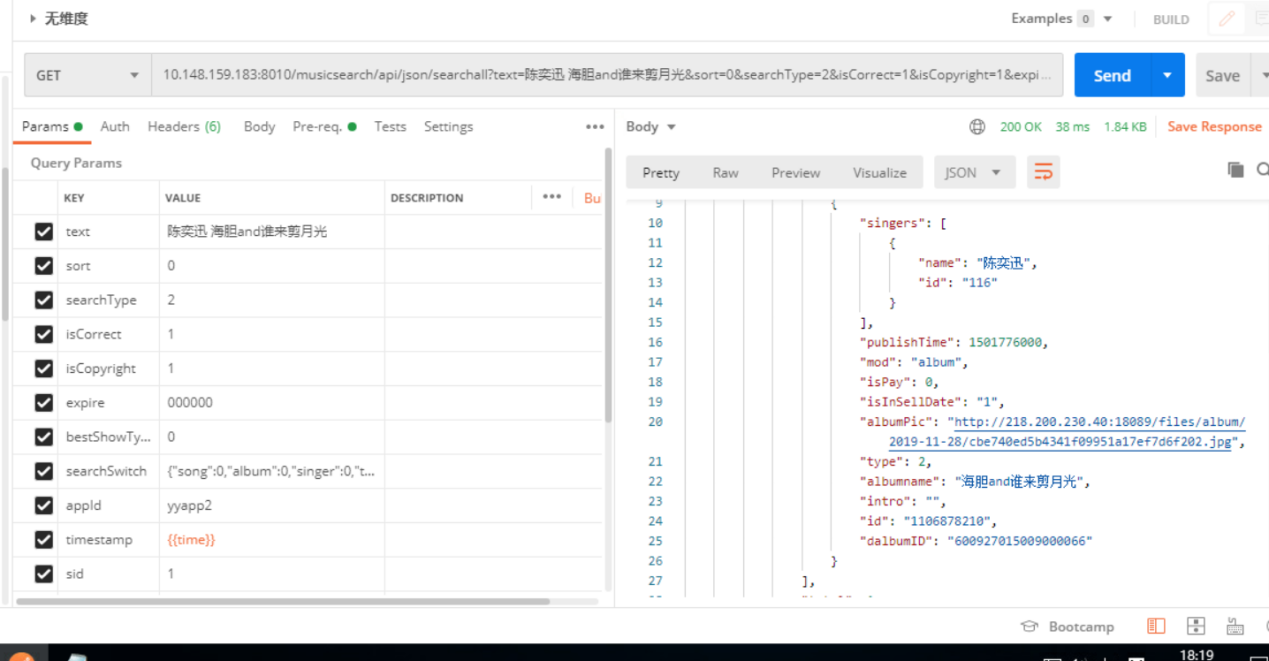 无维度
Examples 0
BUILD
GET
10.148.159.183:8010/musicsearch/api/json/searchall?text=陈奕迅 海胆and谁来剪月光&sort=0&searchType=2&isCorrect=1&isCopyright=1&expi...
Send
Save
Params Auth Headers (6) Body Pre-req. Tests Settings
Query Params
KEY VALUE DESCRIPTION ••• Bu
text 陈奕迅 海胆and谁来剪月光
sort 0
searchType 2
isCorrect 1
isCopyright 1
expire 000000
bestShowTy... 0
searchSwitch {"song":0,"album":0,"singer":0,"t...
appId yyapp2
timestamp {{time}}
sid 1
Body 200 OK 38 ms 1.84 KB Save Response
Pretty Raw Preview Visualize JSON
9 {
10 "singers": [
11 {
12 "name": "陈奕迅",
13 "id": "116"
14 }
15 ],
16 "publishTime": 1501776000,
17 "mod": "album",
18 "isPay": 0,
19 "isInSellDate": "1",
20 "albumPic": "http://218.200.230.40:18089/files/album/
2019-11-28/cbe740ed5b4341f09951a17ef7d6f202.jpg",
21 "type": 2,
22 "albumname": "海胆and谁来剪月光",
23 "intro": "",
24 "id": "1106878210",
25 "dalbumID": "600927015009000066"
26 }
27 ],
Bootcamp
18:19